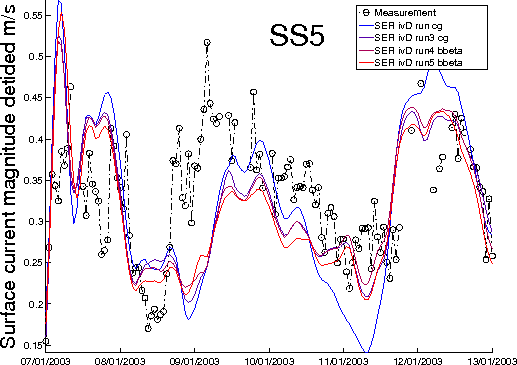 Surface current magnitude detided m/s
0.55
0.5
0.45
0.4
0.35
0.3
0.25
0.2
0.15
SS5
Measurement
SER ivD run cg
SER ivD run3 cg
SER ivD run4 bbeta
SER ivD run5 bbeta
07/01/2003 08/01/2003 09/01/2003 10/01/2003 11/01/2003 12/01/2003 13/01/2003